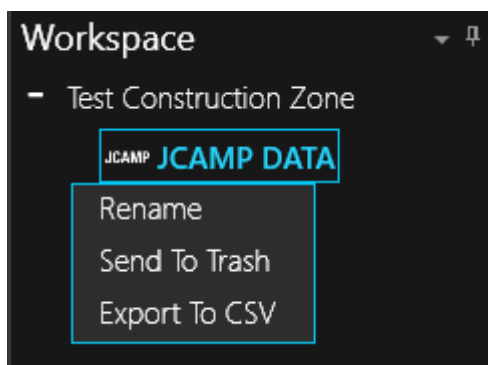 Workspace
Test Construction Zone
JCAMP JCAMP DATA
Rename
Send To Trash
Export To CSV